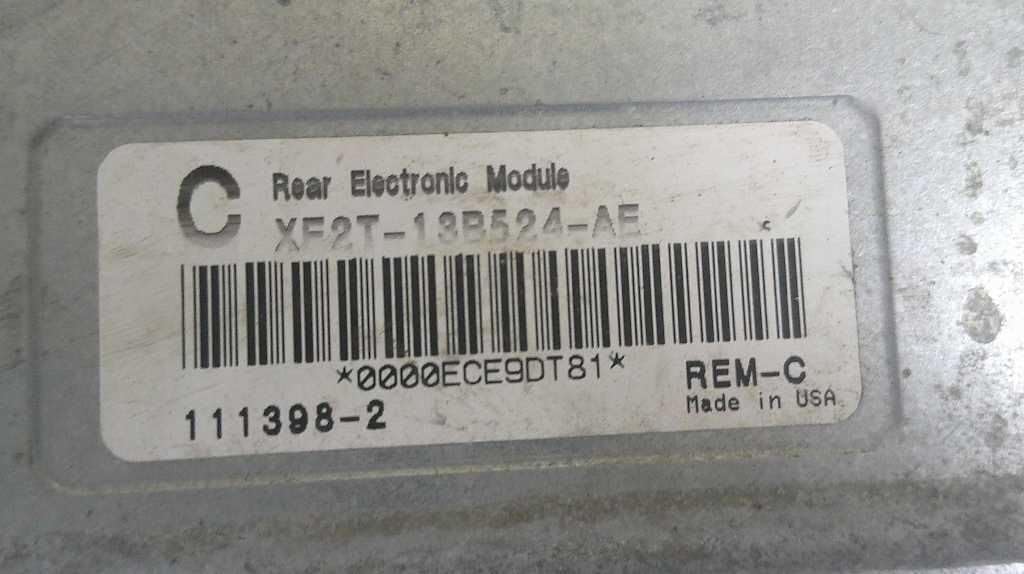 C Rear Electronic Module
XF2T-13B524-AE
*0000ECE9DT81*
REM-C
111398-2
Made in USA